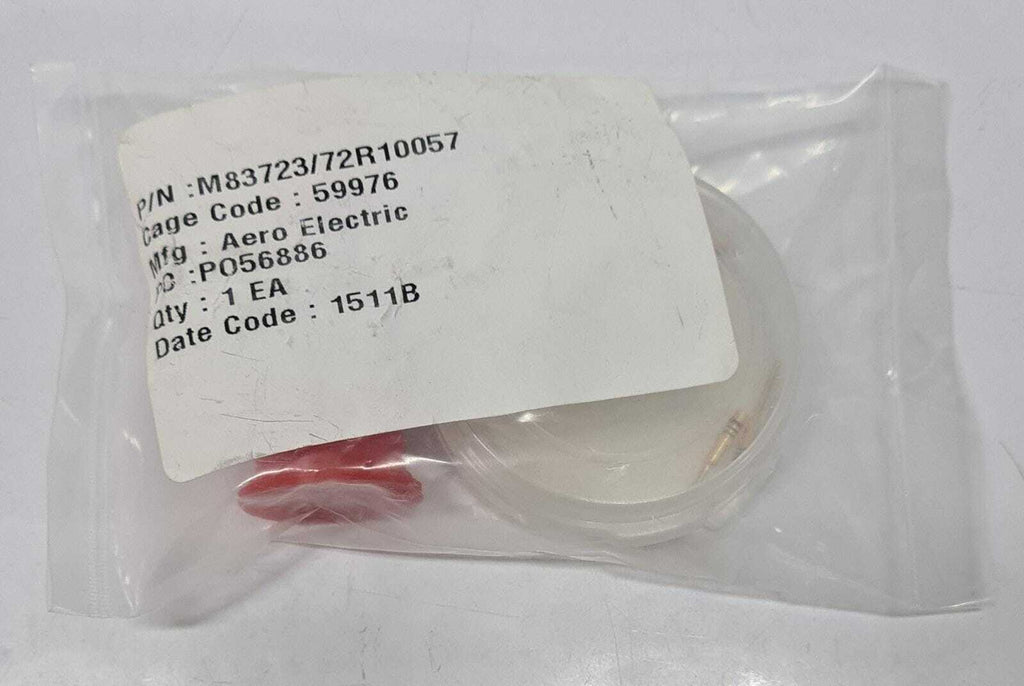 P/N :M83723/72R10057
Cage Code : 59976
Mfg : Aero Electric
:PO56886
Qty : 1 EA
Date Code : 1511B